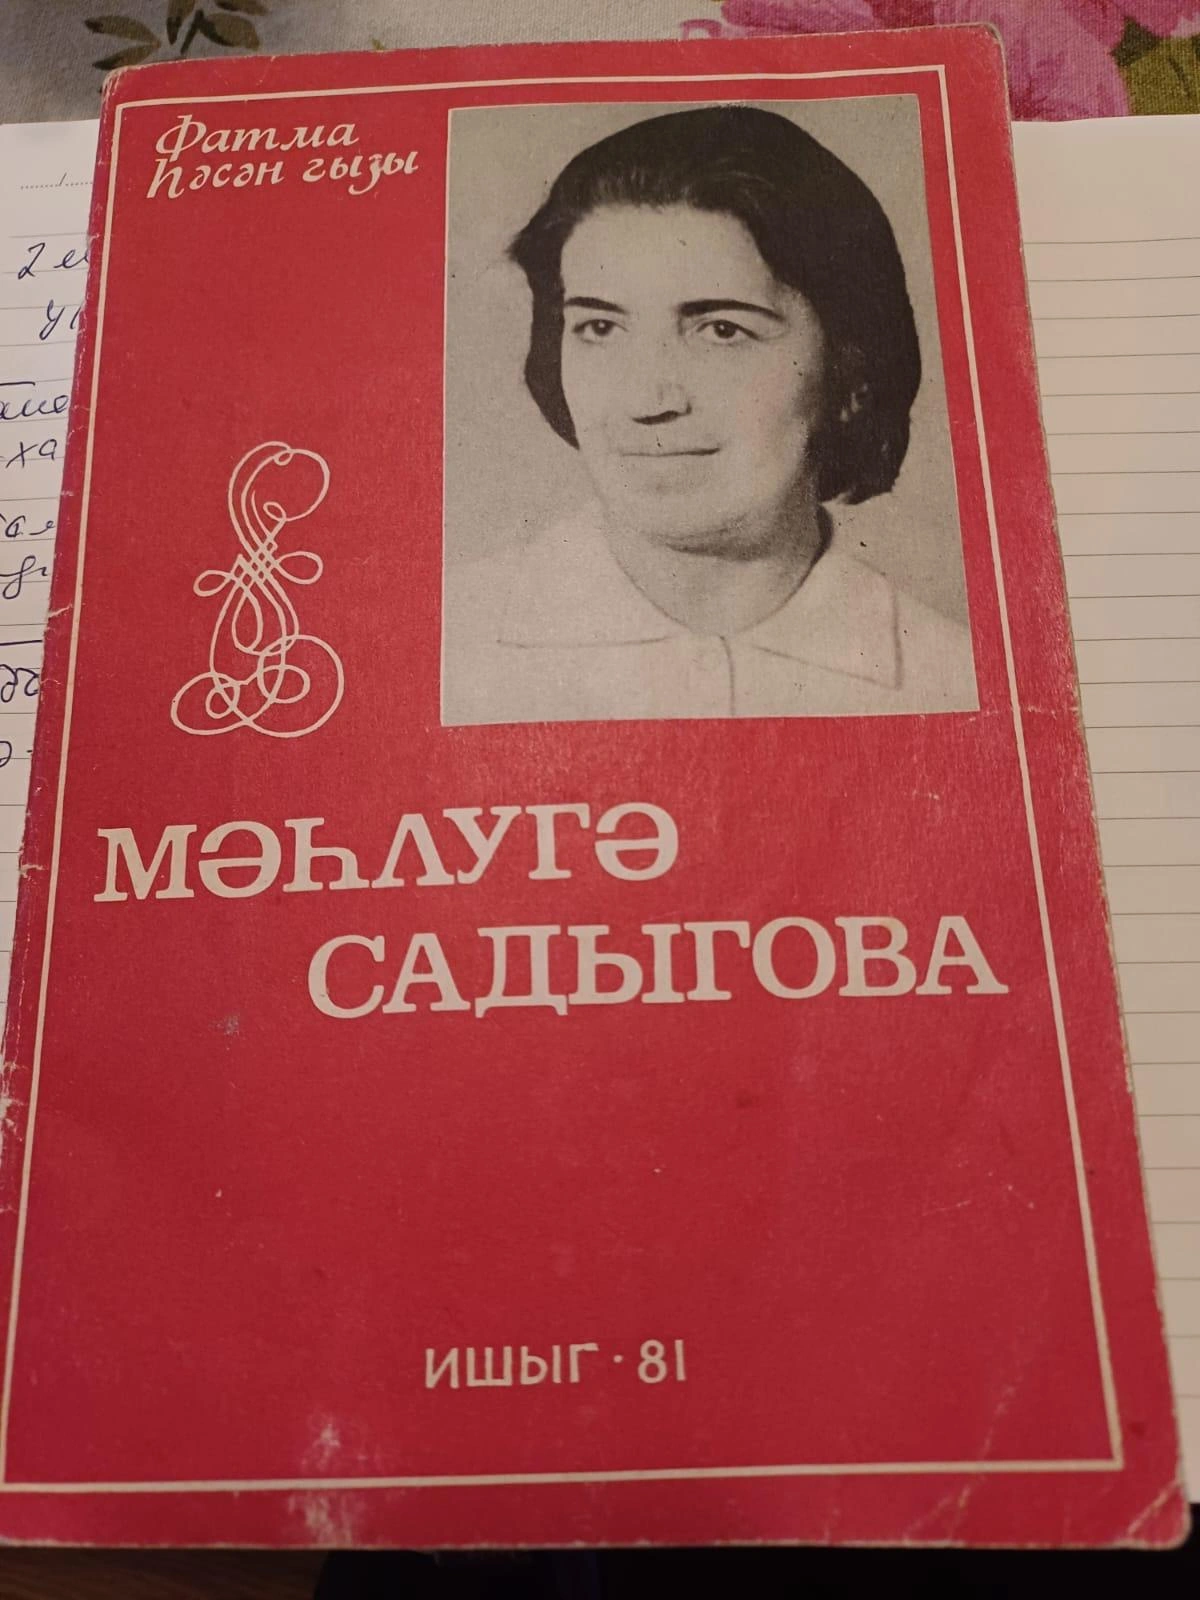 Фатма
Һәсән гызы
МӘҺЛУГӘ
САДЫГОВА
ИШЫГ · 81